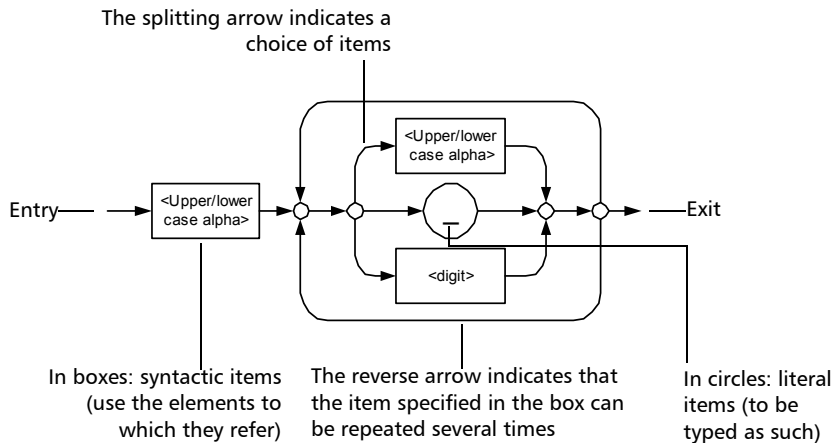 The splitting arrow indicates a
choice of items
<Upper/lower
case alpha>
Entry
<Upper/lower
case alpha>
_
Exit
<digit>
In boxes: syntactic items
(use the elements to
which they refer)
The reverse arrow indicates that
the item specified in the box can
be repeated several times
In circles: literal
items (to be
typed as such)